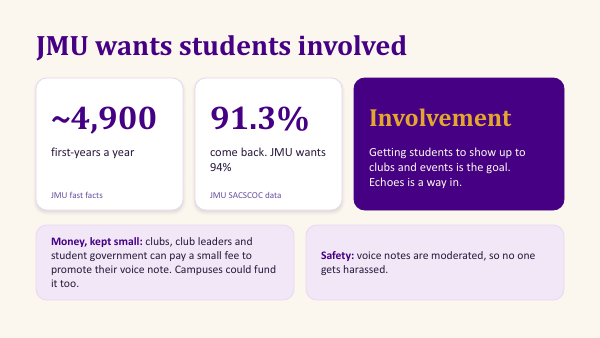 JMU wants students involved
~4,900
first-years a year
JMU fast facts
91.3%
come back. JMU wants
94%
JMU SACSCOC data
Involvement
Getting students to show up to
clubs and events is the goal.
Echoes is a way in.
Money, kept small: clubs, club leaders and
student government can pay a small fee to
promote their voice note. Campuses could fund
it too.
Safety: voice notes are moderated, so no one
gets harassed.